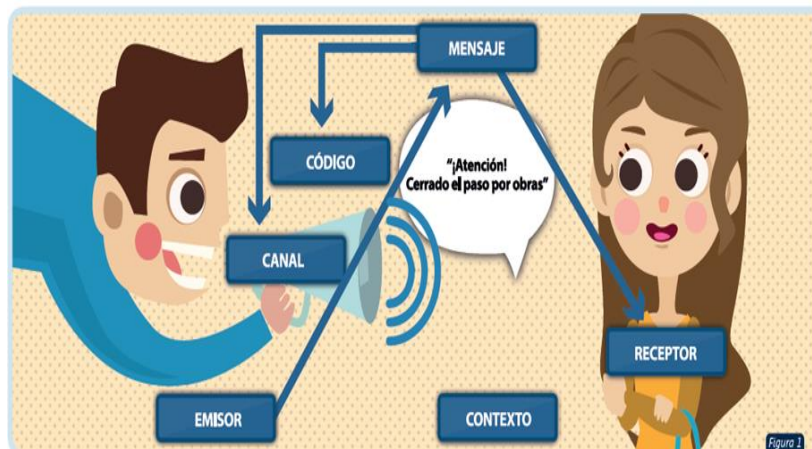 MENSAJE
CÓDIGO
"¡Atención!
Cerrado el paso por obras"
CANAL
RECEPTOR
EMISOR
CONTEXTO
Figura 1